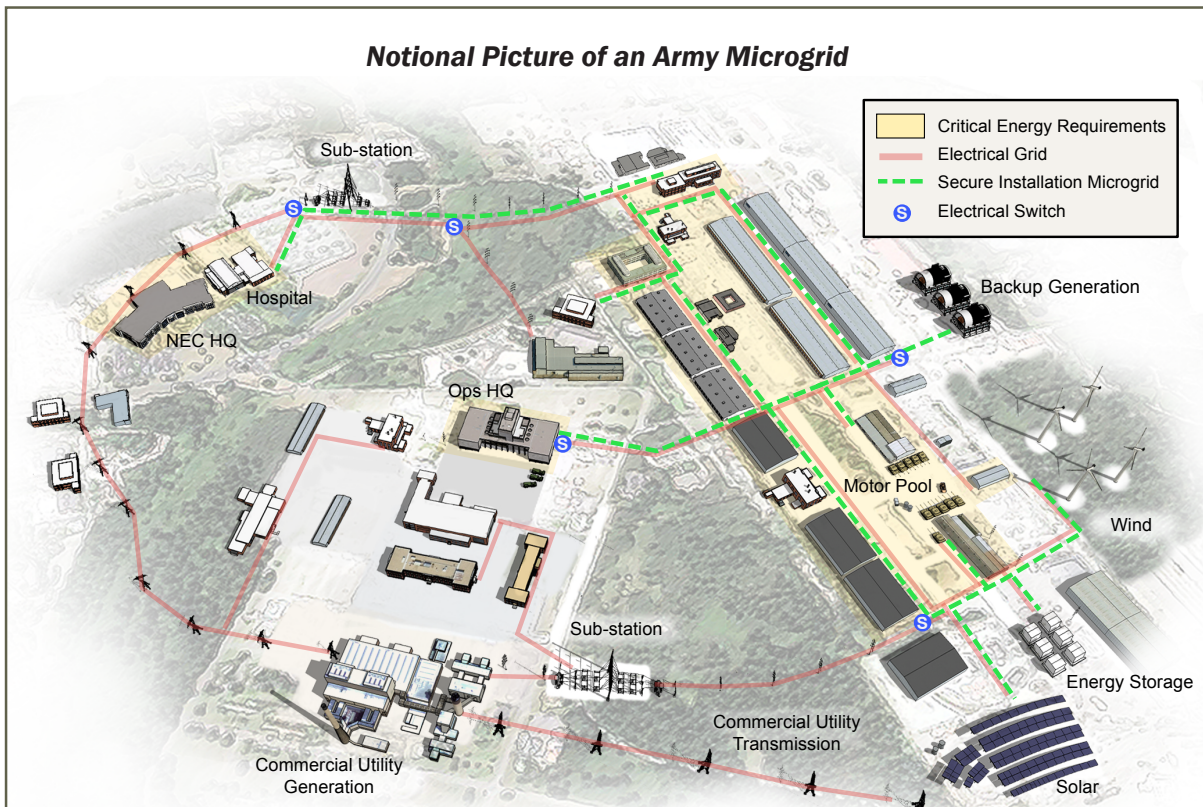 Notional Picture of an Army Microgrid
Critical Energy Requirements
Electrical Grid
Secure Installation Microgrid
S Electrical Switch
Sub-station
S
S
Hospital
NEC HQ
Backup Generation
S
Ops HQ
S
Motor Pool
Wind
S
Sub-station
Energy Storage
Commercial Utility
Transmission
Commercial Utility
Generation
Solar